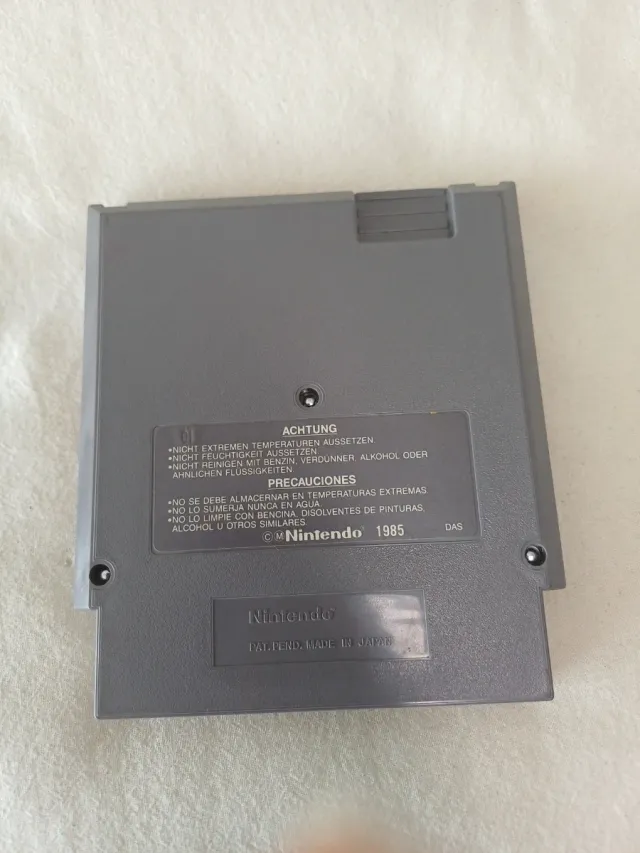 ACHTUNG
•NICHT EXTREMEN TEMPERATUREN AUSSETZEN.
•NICHT FEUCHTIGKEIT AUSSETZEN.
•NICHT REINIGEN MIT BENZIN, VERDÜNNER, ALKOHOL ODER
ÄHNLICHEN FLÜSSIGKEITEN.
PRECAUCIONES
•NO SE DEBE ALMACERNAR EN TEMPERATURAS EXTREMAS.
•NO LO SUMERJA NUNCA EN AGUA.
•NO LO LIMPIE CON BENCINA, DISOLVENTES DE PINTURAS,
ALCOHOL U OTROS SIMILARES.
©Ⓜ Nintendo® 1985 DAS
Nintendo®
PAT. PEND. MADE IN JAPAN